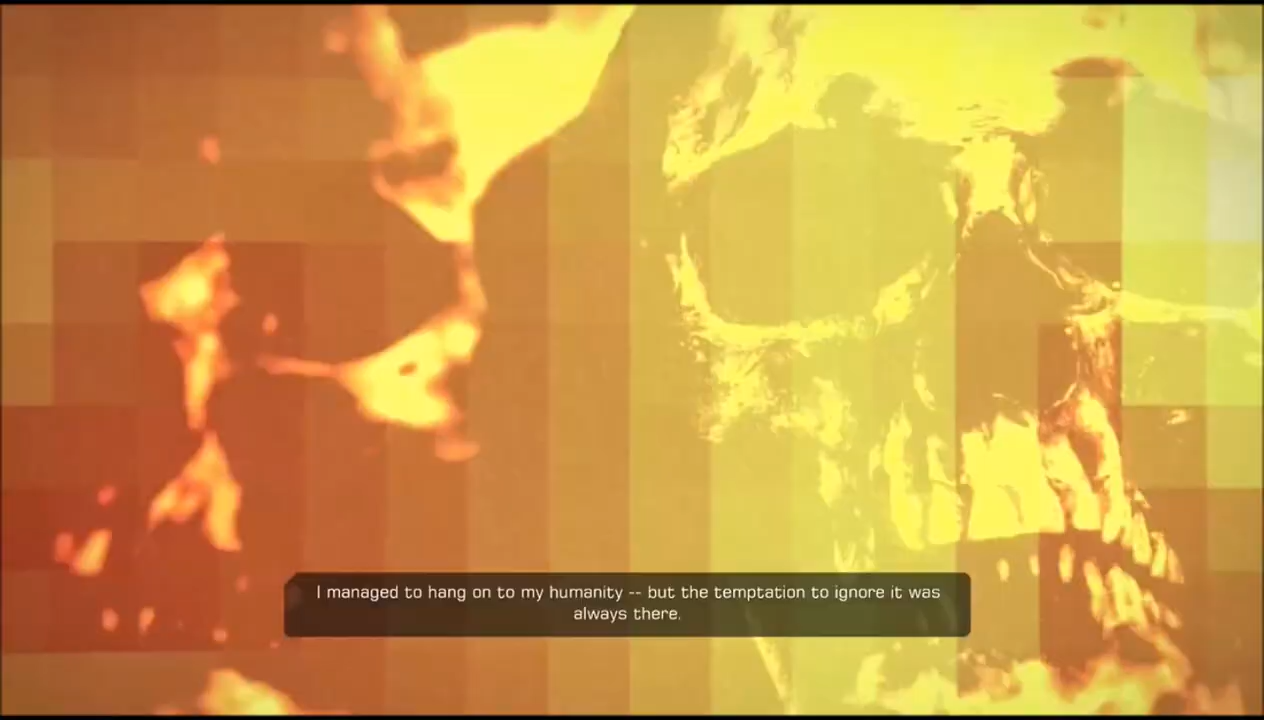 I managed to hang on to my humanity -- but the temptation to ignore it was
always there.